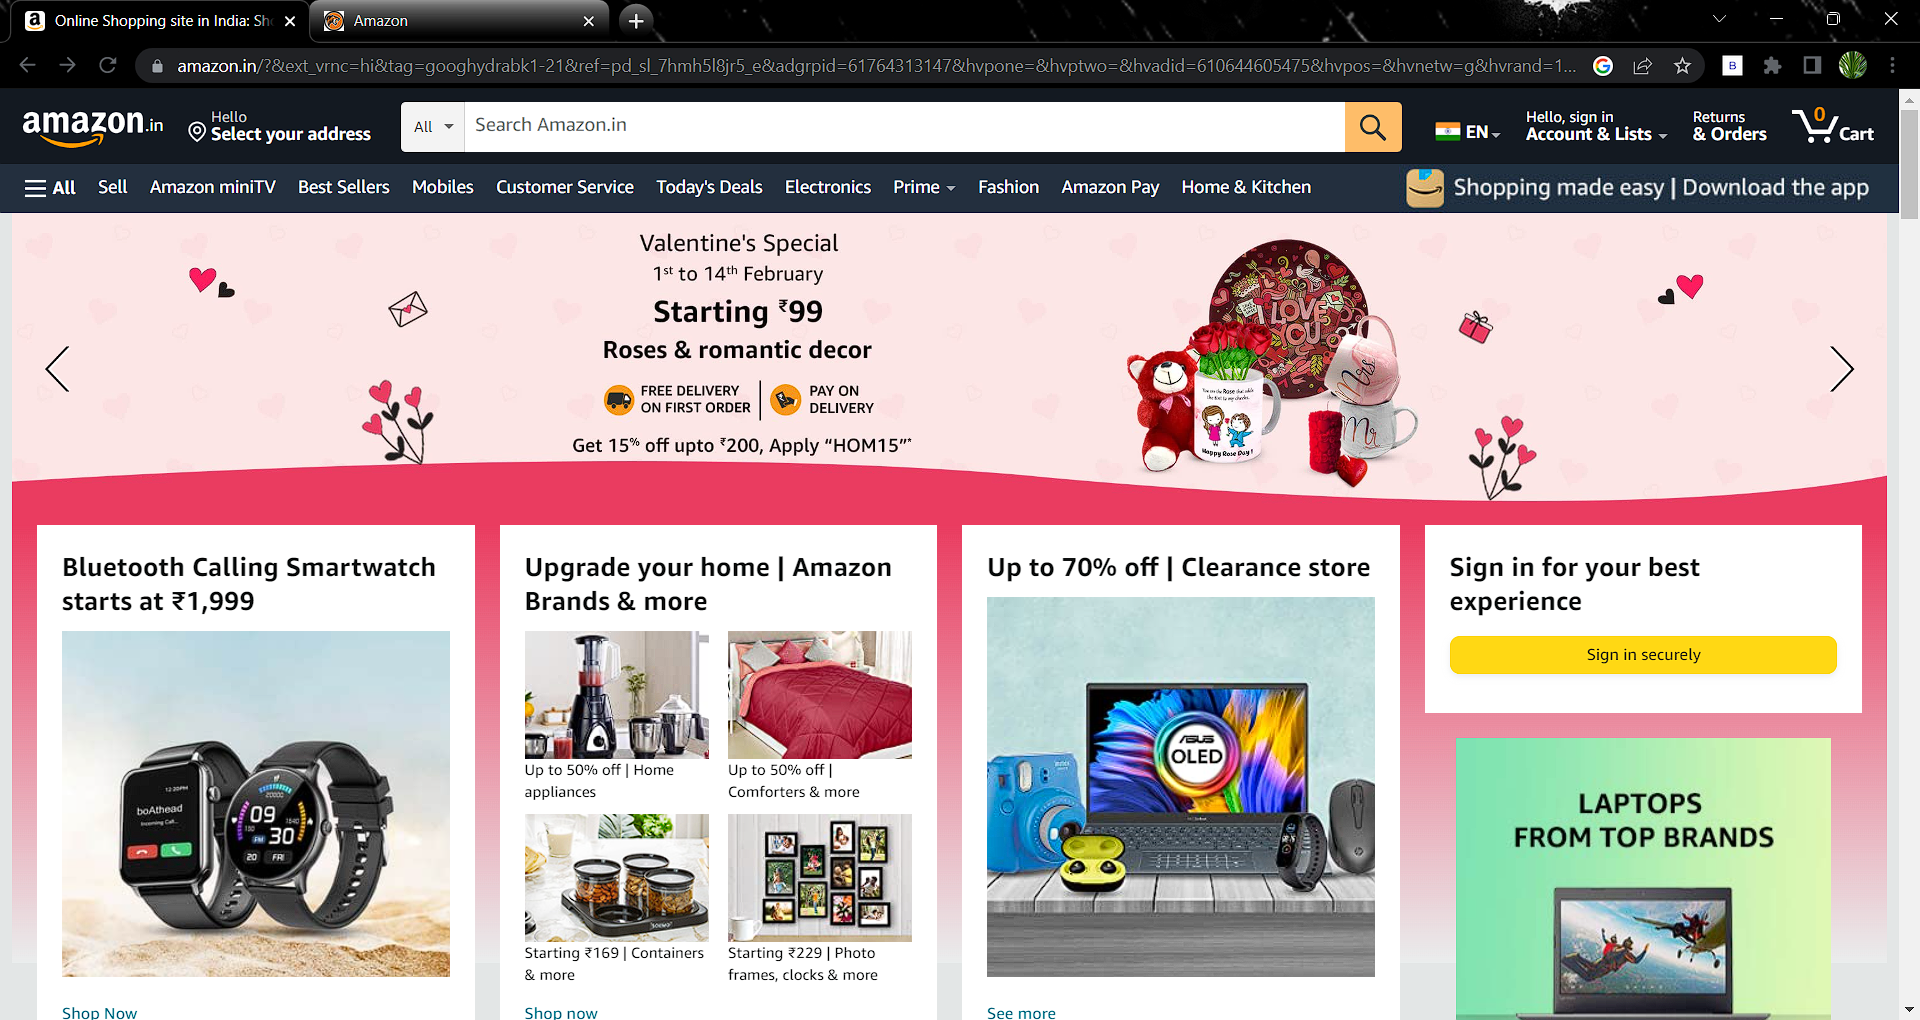 Online Shopping site in India: Sh
Amazon
amazon.in/?&ext_vrnc=hi&tag=googhydrabk1-21&ref=pd_sl_7hmh5l8jr5_e&adgrpid=61764313147&hvpone=&hvptwo=&hvadid=610644605475&hvpos=&hvnetw=g&hvrand=1...
B
amazon.in
Hello
Select your address
All
Search Amazon.in
EN
Hello, sign in
Account & Lists
Returns
& Orders
0
Cart
All
Sell
Amazon miniTV
Best Sellers
Mobiles
Customer Service
Today's Deals
Electronics
Prime
Fashion
Amazon Pay
Home & Kitchen
Shopping made easy | Download the app
Valentine's Special
1st to 14th February
Starting ₹99
Roses & romantic decor
FREE DELIVERY
ON FIRST ORDER
PAY ON
DELIVERY
Get 15% off upto ₹200, Apply “HOM15”*
I LOVE
YOU
Mrs
Mr
Happy Rose Day !
Bluetooth Calling Smartwatch
starts at ₹1,999
12:20PM
boAthead
Incoming Call...
09
30
PM
20
FRI
Shop Now
Upgrade your home | Amazon
Brands & more
Up to 50% off | Home
appliances
Up to 50% off |
Comforters & more
Starting ₹169 | Containers
& more
Starting ₹229 | Photo
frames, clocks & more
Shop now
Up to 70% off | Clearance store
ASUS
OLED
See more
Sign in for your best
experience
Sign in securely
LAPTOPS
FROM TOP BRANDS